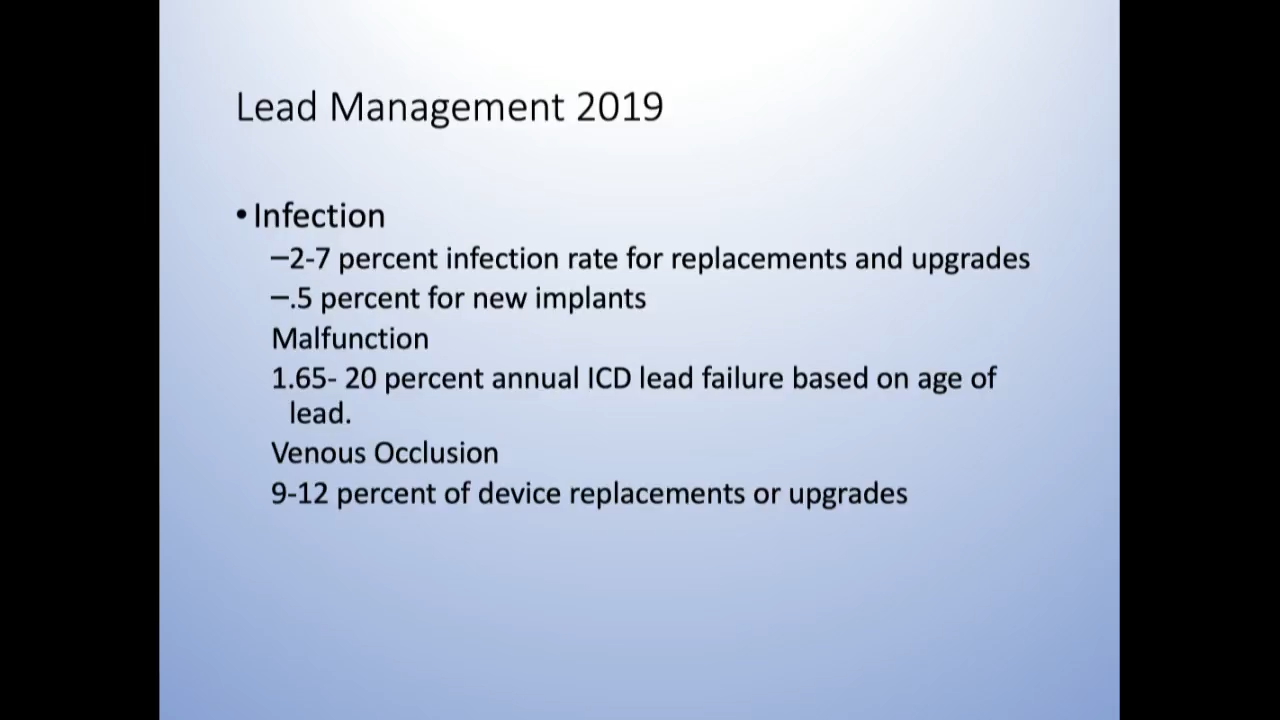 Lead Management 2019
• Infection
–2-7 percent infection rate for replacements and upgrades
–.5 percent for new implants
Malfunction
1.65- 20 percent annual ICD lead failure based on age of
lead.
Venous Occlusion
9-12 percent of device replacements or upgrades